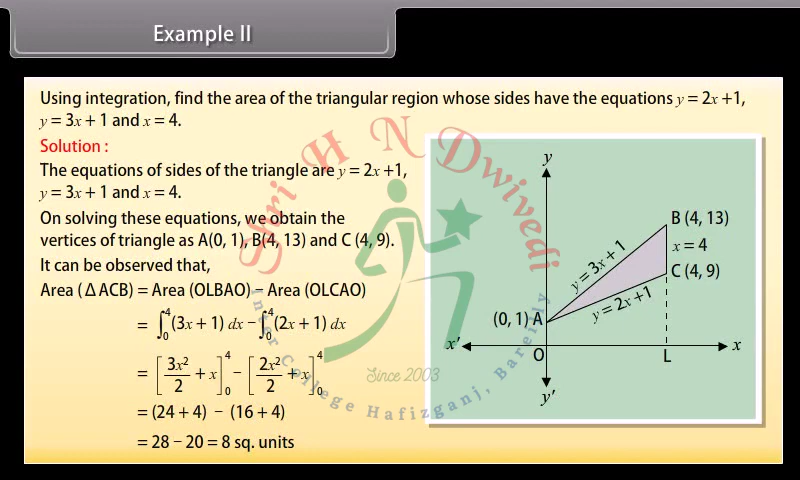 Example II
Using integration, find the area of the triangular region whose sides have the equations y = 2x +1,
y = 3x + 1 and x = 4.
Solution :
The equations of sides of the triangle are y = 2x +1,
y = 3x + 1 and x = 4.
On solving these equations, we obtain the
vertices of triangle as A(0, 1), B(4, 13) and C (4, 9).
It can be observed that,
Area ( Δ ACB) = Area (OLBAO) – Area (OLCAO)
= ∫₀⁴(3x + 1) dx – ∫₀⁴(2x + 1) dx
= [3x²/2 + x]₀⁴ – [2x²/2 + x]₀⁴
= (24 + 4) – (16 + 4)
= 28 – 20 = 8 sq. units
y
B (4, 13)
y = 3x + 1
x = 4
C (4, 9)
y = 2x +1
(0, 1) A
x′
O
L
x
y′
Shri H N Dwivedi
Since 2003
Inter College Hafizganj, Bareilly